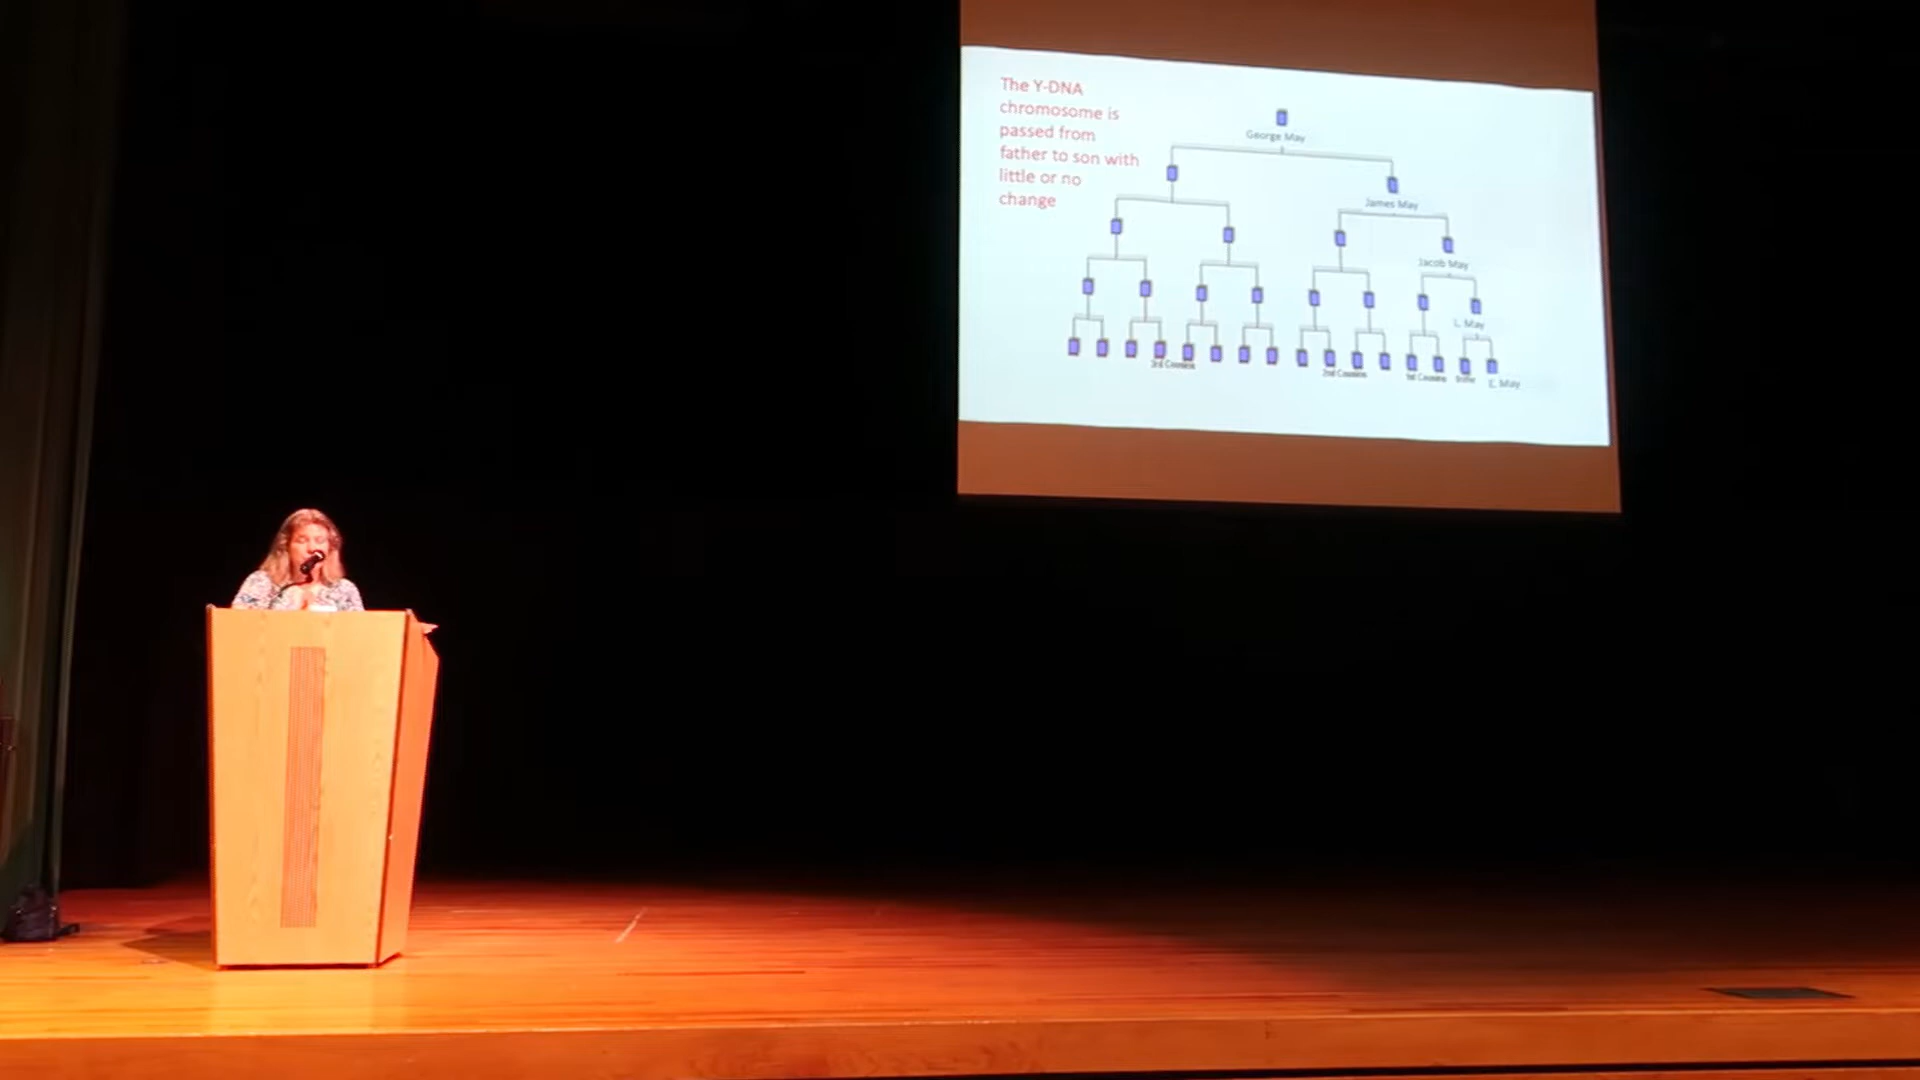 The Y-DNA
chromosome is
passed from
father to son with
little or no
change
George May
James May
Jacob May
L. May
3rd Cousins
2nd Cousins
1st Cousins
E. May